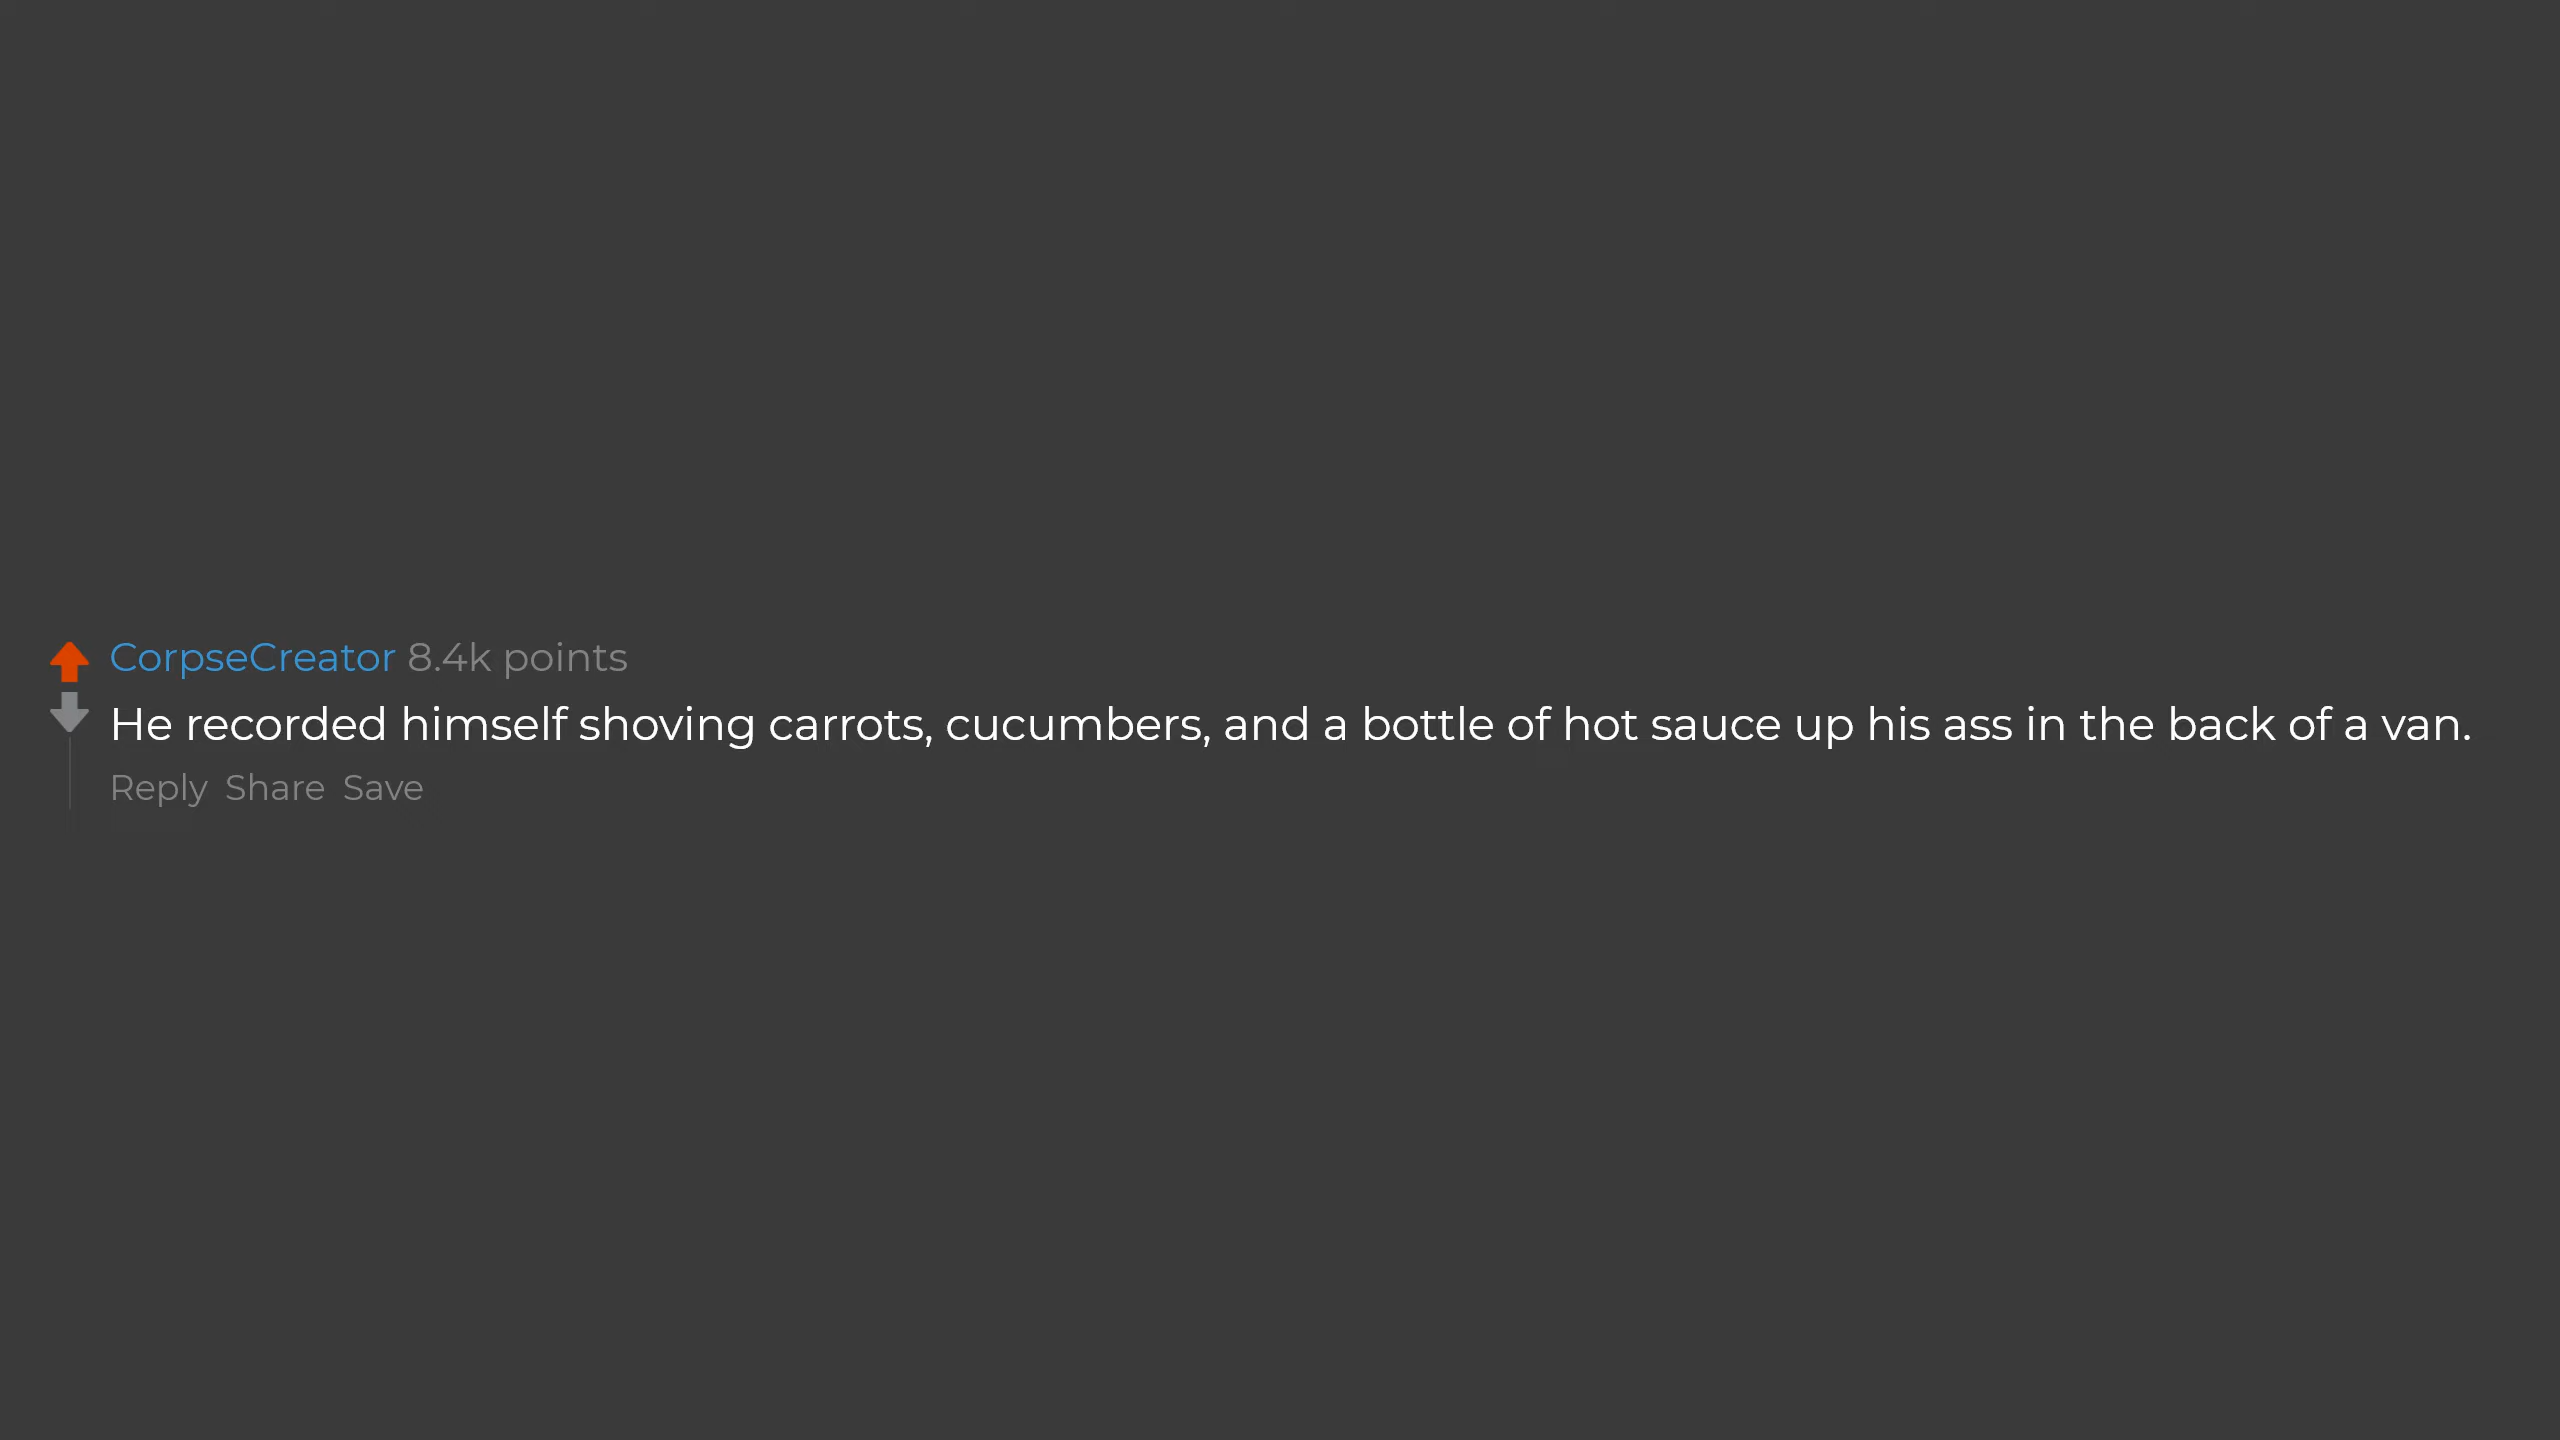 CorpseCreator 8.4k points
He recorded himself shoving carrots, cucumbers, and a bottle of hot sauce up his ass in the back of a van.
Reply Share Save